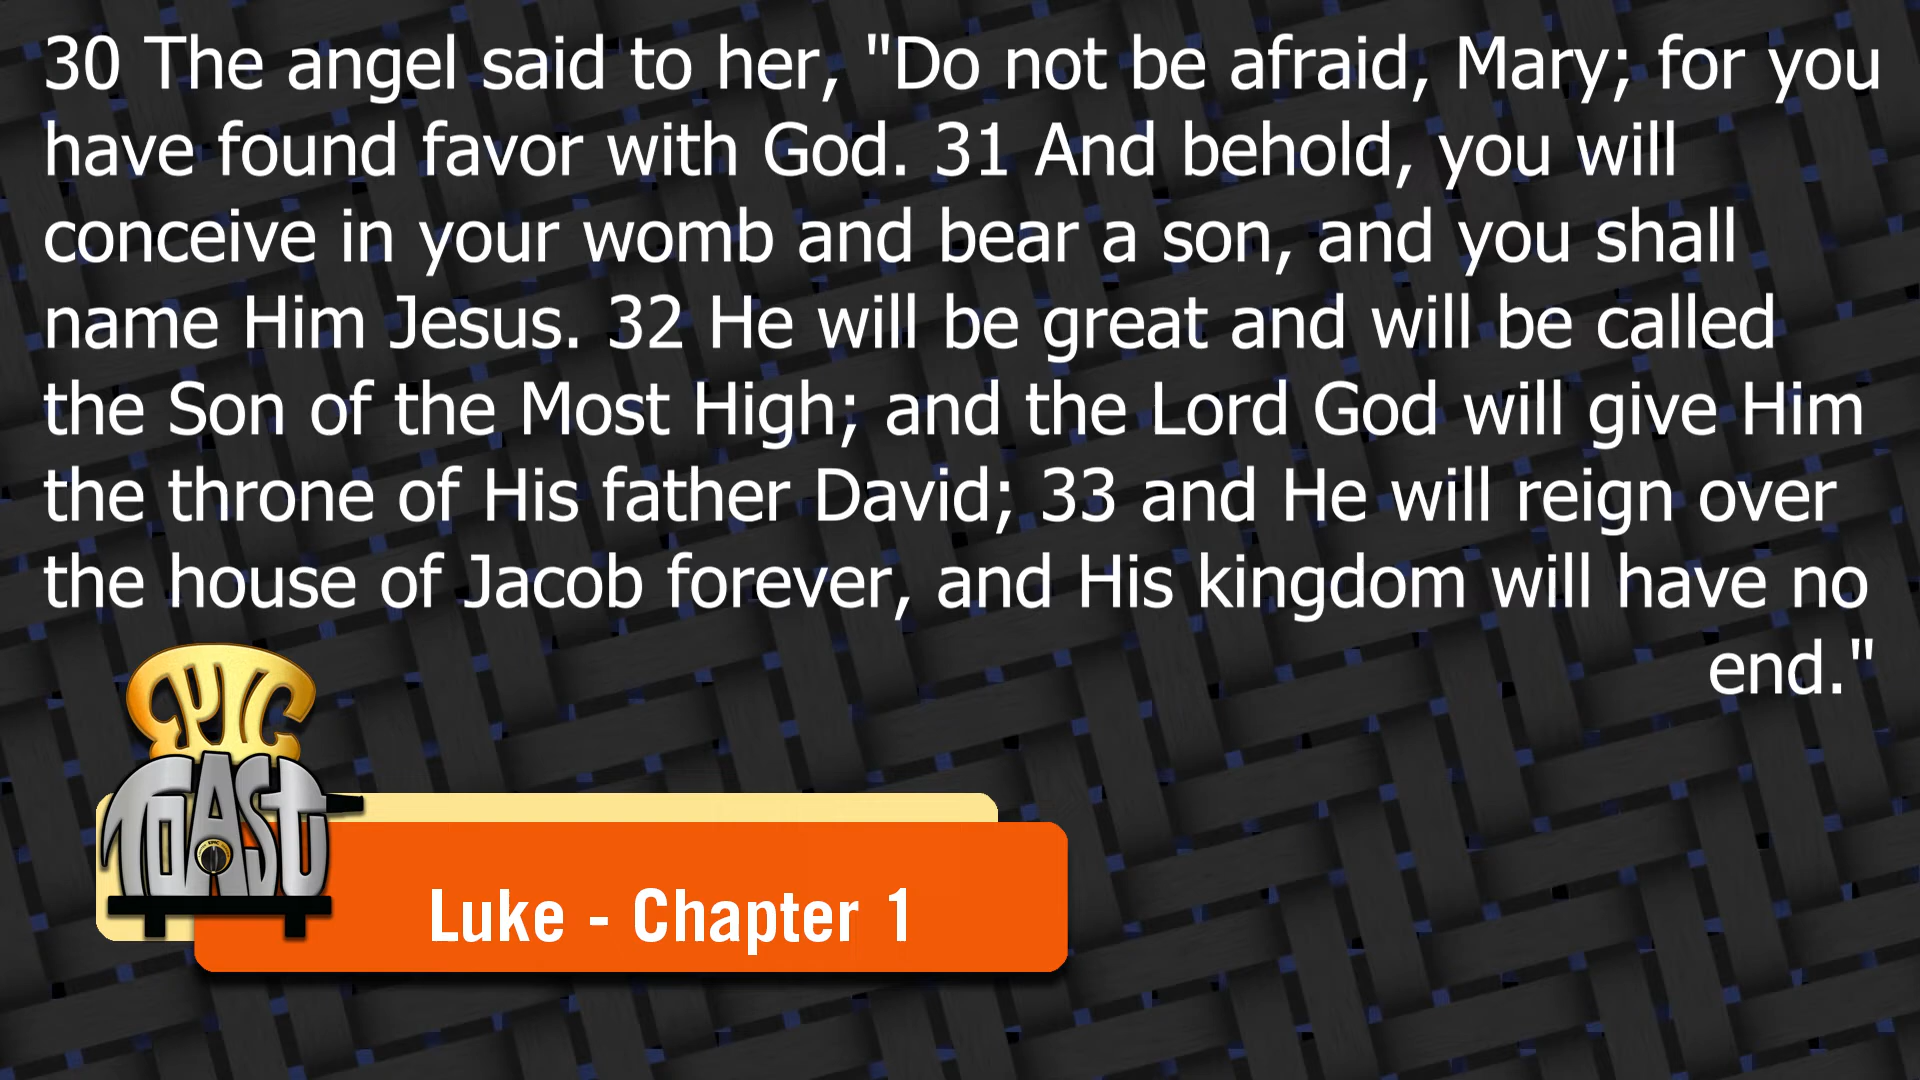 30 The angel said to her, "Do not be afraid, Mary; for you
have found favor with God. 31 And behold, you will
conceive in your womb and bear a son, and you shall
name Him Jesus. 32 He will be great and will be called
the Son of the Most High; and the Lord God will give Him
the throne of His father David; 33 and He will reign over
the house of Jacob forever, and His kingdom will have no
end."
EPIC
TOAST
Luke - Chapter 1